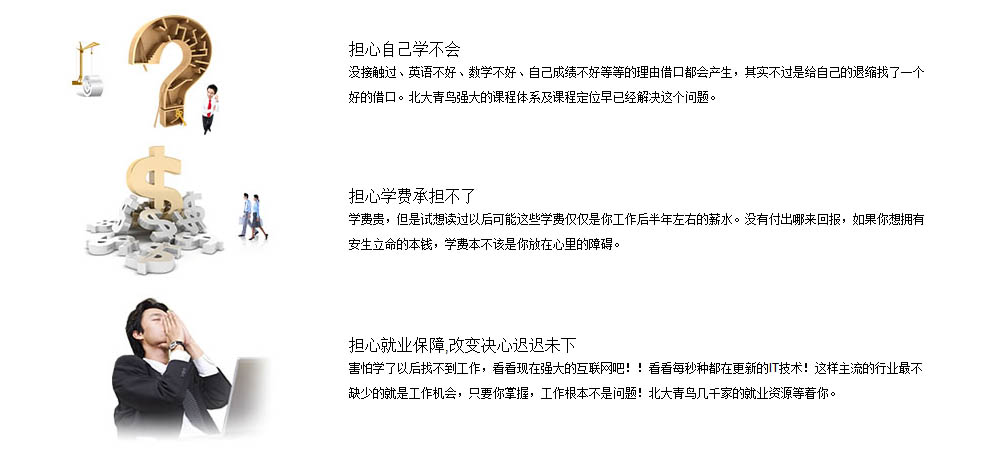 担心自己学不会
没接触过、英语不好、数学不好、自己成绩不好等等的理由借口都会产生，其实不过是给自己的退缩找了一个
好的借口。北大青鸟强大的课程体系及课程定位早已经解决这个问题。
担心学费承担不了
学费贵，但是试想读过以后可能这些学费仅仅是你工作后半年左右的薪水。没有付出哪来回报，如果你想拥有
安生立命的本钱，学费本不该是你放在心里的障碍。
担心就业保障,改变决心迟迟未下
害怕学了以后找不到工作，看看现在强大的互联网吧！！看看每秒种都在更新的IT技术！这样主流的行业最不
缺少的就是工作机会，只要你掌握，工作根本不是问题！北大青鸟几千家的就业资源等着你。